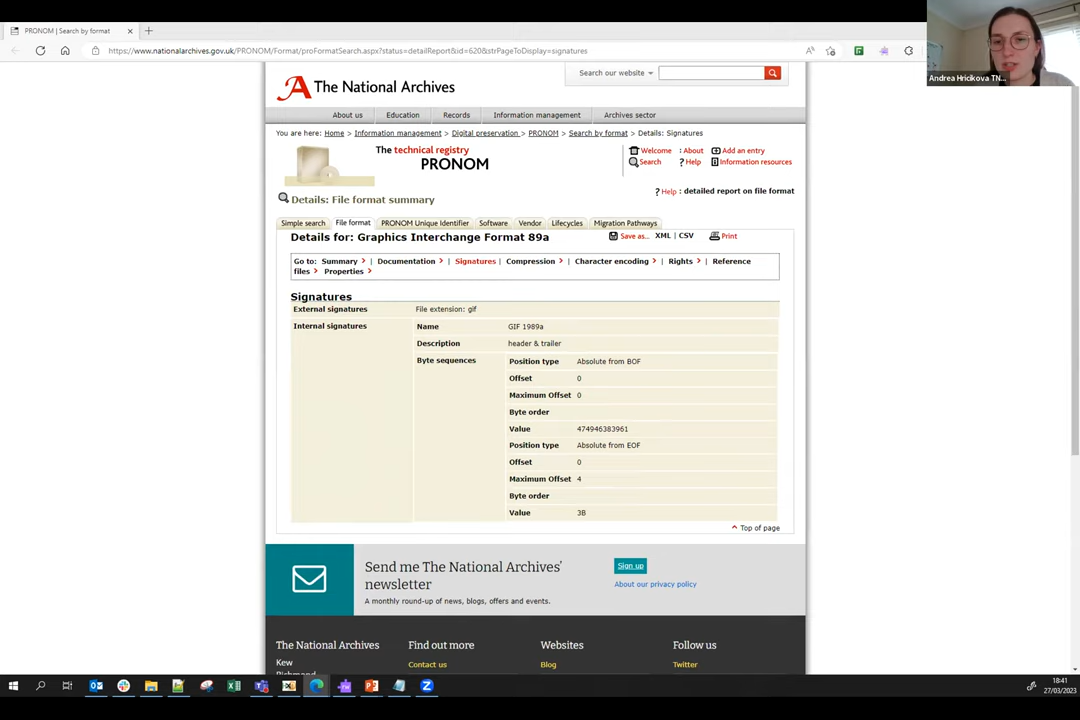 PRONOM | Search by format
https://www.nationalarchives.gov.uk/PRONOM/Format/proFormatSearch.aspx?status=detailReport&id=620&strPageToDisplay=signatures
Andrea Hricikova TN...
The National Archives
Search our website
About us Education Records Information management Archives sector
You are here: Home > Information management > Digital preservation > PRONOM > Search by format > Details: Signatures
The technical registry
PRONOM
Welcome : About Add an entry
Search ? Help Information resources
? Help : detailed report on file format
Details: File format summary
Simple search File format PRONOM Unique Identifier Software Vendor Lifecycles Migration Pathways
Details for: Graphics Interchange Format 89a Save as... XML | CSV Print
Go to: Summary > | Documentation > | Signatures | Compression > | Character encoding > | Rights > | Reference
files > Properties >
Signatures
External signatures File extension: gif
Internal signatures Name GIF 1989a
Description header & trailer
Byte sequences Position type Absolute from BOF
Offset 0
Maximum Offset 0
Byte order
Value 474946383961
Position type Absolute from EOF
Offset 0
Maximum Offset 4
Byte order
Value 3B
^ Top of page
Send me The National Archives'
newsletter
A monthly round-up of news, blogs, offers and events.
Sign up
About our privacy policy
The National Archives Find out more Websites Follow us
Kew Contact us Blog Twitter
Richmond
18:41
27/03/2023